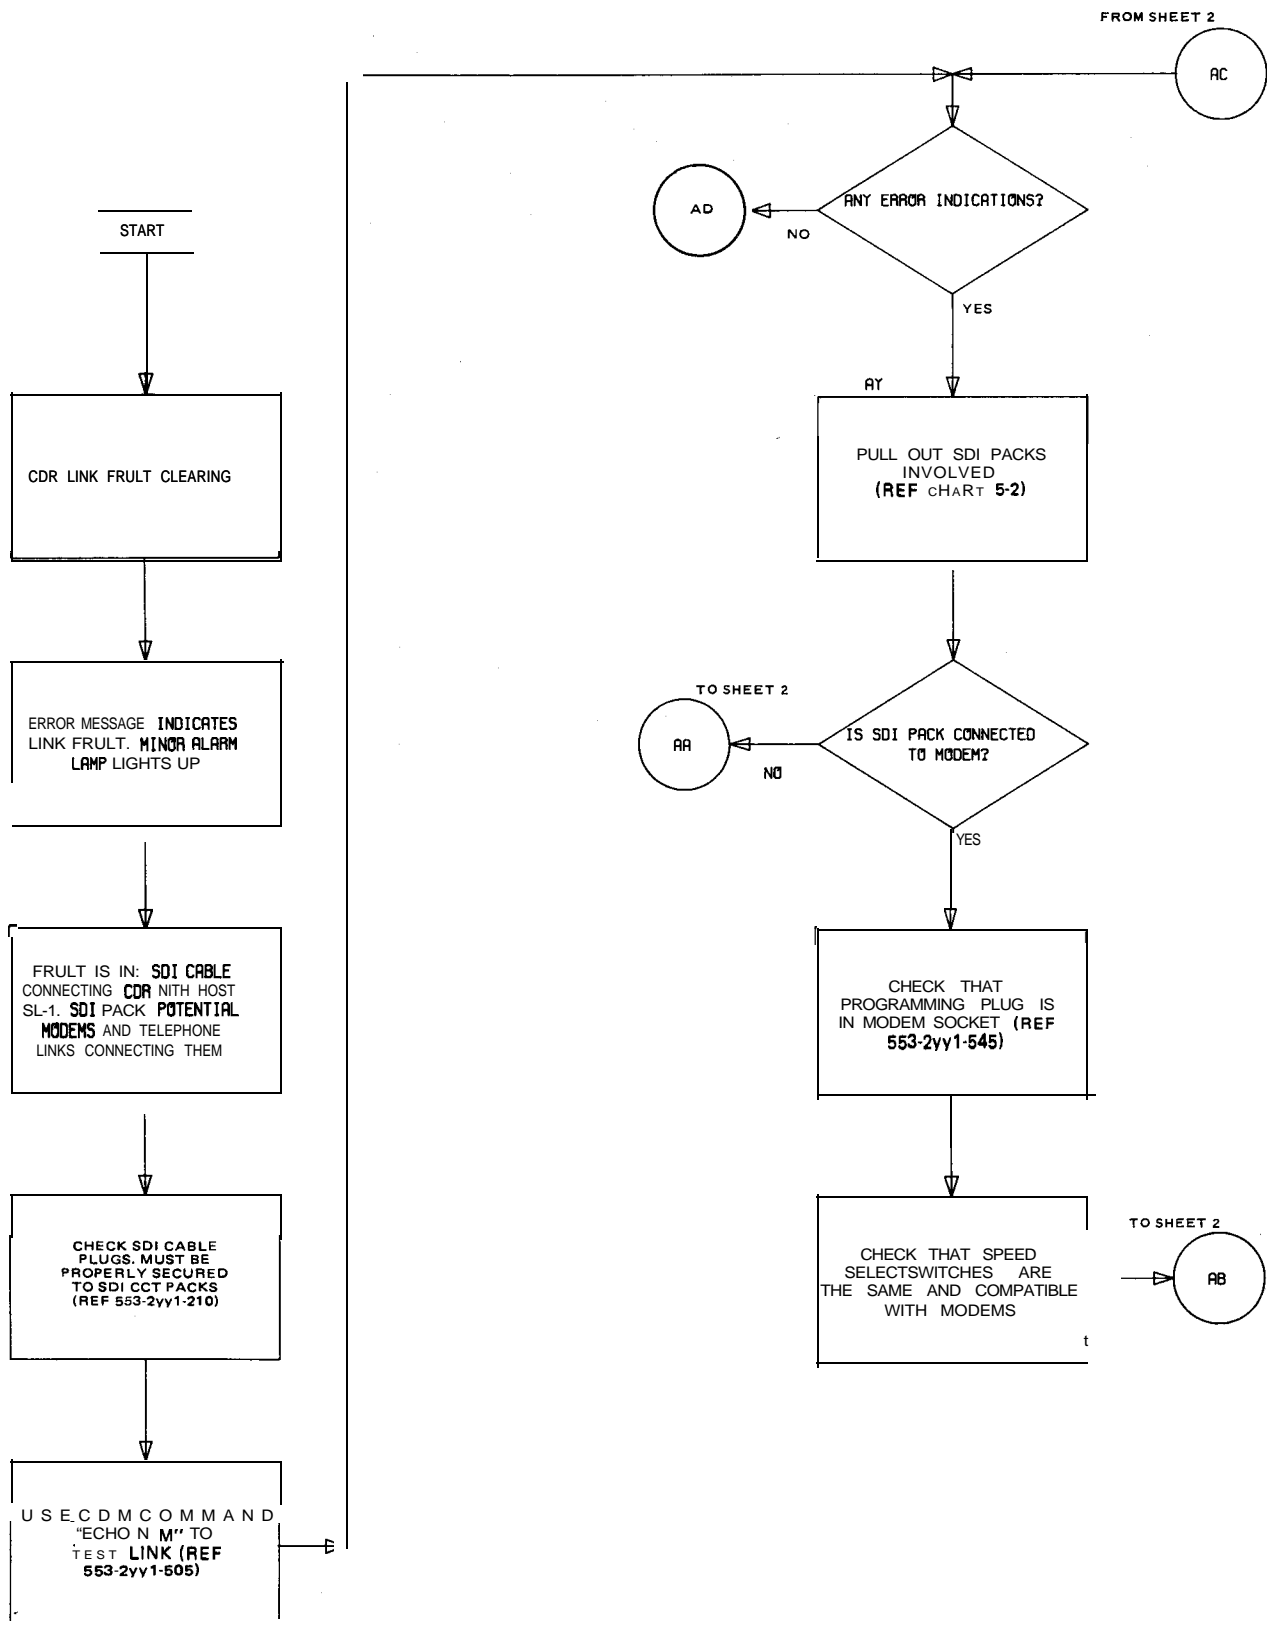 START
CDR LINK FRULT CLEARING
ERROR MESSAGE INDICATES
LINK FRULT. MINOR ALARM
LAMP LIGHTS UP
FRULT IS IN: SDI CABLE
CONNECTING CDR NITH HOST
SL-1. SDI PACK POTENTIAL
MODEMS AND TELEPHONE
LINKS CONNECTING THEM
CHECK SDI CABLE
PLUGS. MUST BE
PROPERLY SECURED
TO SDI CCT PACKS
(REF 553-2yy1-210)
USE CDM COMMAND
"ECHO N M" TO
TEST LINK (REF
553-2yy1-505)
FROM SHEET 2
AC
ANY ERROR INDICATIONS?
AD
NO
YES
AY
PULL OUT SDI PACKS
INVOLVED
(REF CHART 5-2)
TO SHEET 2
AA
IS SDI PACK CONNECTED
TO MODEM?
NO
YES
CHECK THAT
PROGRAMMING PLUG IS
IN MODEM SOCKET (REF
553-2yy1-545)
CHECK THAT SPEED
SELECTSWITCHES ARE
THE SAME AND COMPATIBLE
WITH MODEMS
t
TO SHEET 2
AB